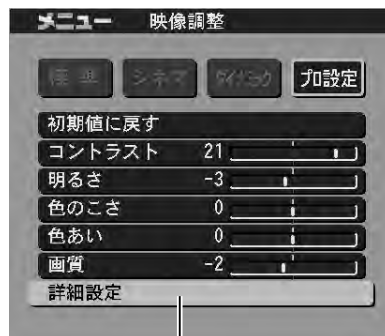 メニュー 映像調整
標準 シネマ ダイナミック プロ設定
初期値に戻す
コントラスト 21
明るさ -3
色のこさ 0
色あい 0
画質 -2
詳細設定